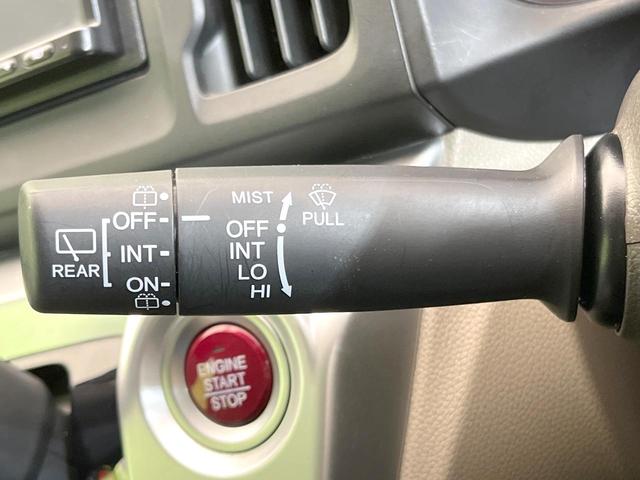 MIST
PULL
OFF
INT
LO
HI
OFF
INT
ON
REAR
ENGINE
START
STOP